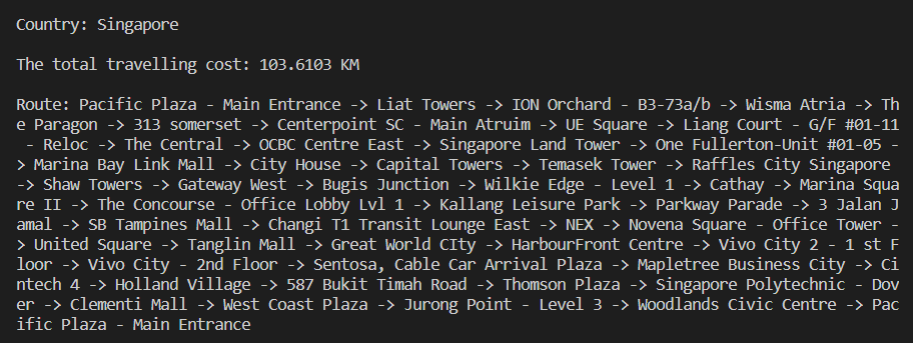 Country: Singapore
The total travelling cost: 103.6103 KM
Route: Pacific Plaza - Main Entrance -> Liat Towers -> ION Orchard - B3-73a/b -> Wisma Atria -> Th
e Paragon -> 313 somerset -> Centerpoint SC - Main Atruim -> UE Square -> Liang Court - G/F #01-11
 - Reloc -> The Central -> OCBC Centre East -> Singapore Land Tower -> One Fullerton-Unit #01-05 -
> Marina Bay Link Mall -> City House -> Capital Towers -> Temasek Tower -> Raffles City Singapore
-> Shaw Towers -> Gateway West -> Bugis Junction -> Wilkie Edge - Level 1 -> Cathay -> Marina Squa
re II -> The Concourse - Office Lobby Lvl 1 -> Kallang Leisure Park -> Parkway Parade -> 3 Jalan J
amal -> SB Tampines Mall -> Changi T1 Transit Lounge East -> NEX -> Novena Square - Office Tower -
> United Square -> Tanglin Mall -> Great World CIty -> HarbourFront Centre -> Vivo City 2 - 1 st F
loor -> Vivo City - 2nd Floor -> Sentosa, Cable Car Arrival Plaza -> Mapletree Business City -> Ci
ntech 4 -> Holland Village -> 587 Bukit Timah Road -> Thomson Plaza -> Singapore Polytechnic - Dov
er -> Clementi Mall -> West Coast Plaza -> Jurong Point - Level 3 -> Woodlands Civic Centre -> Pac
ific Plaza - Main Entrance